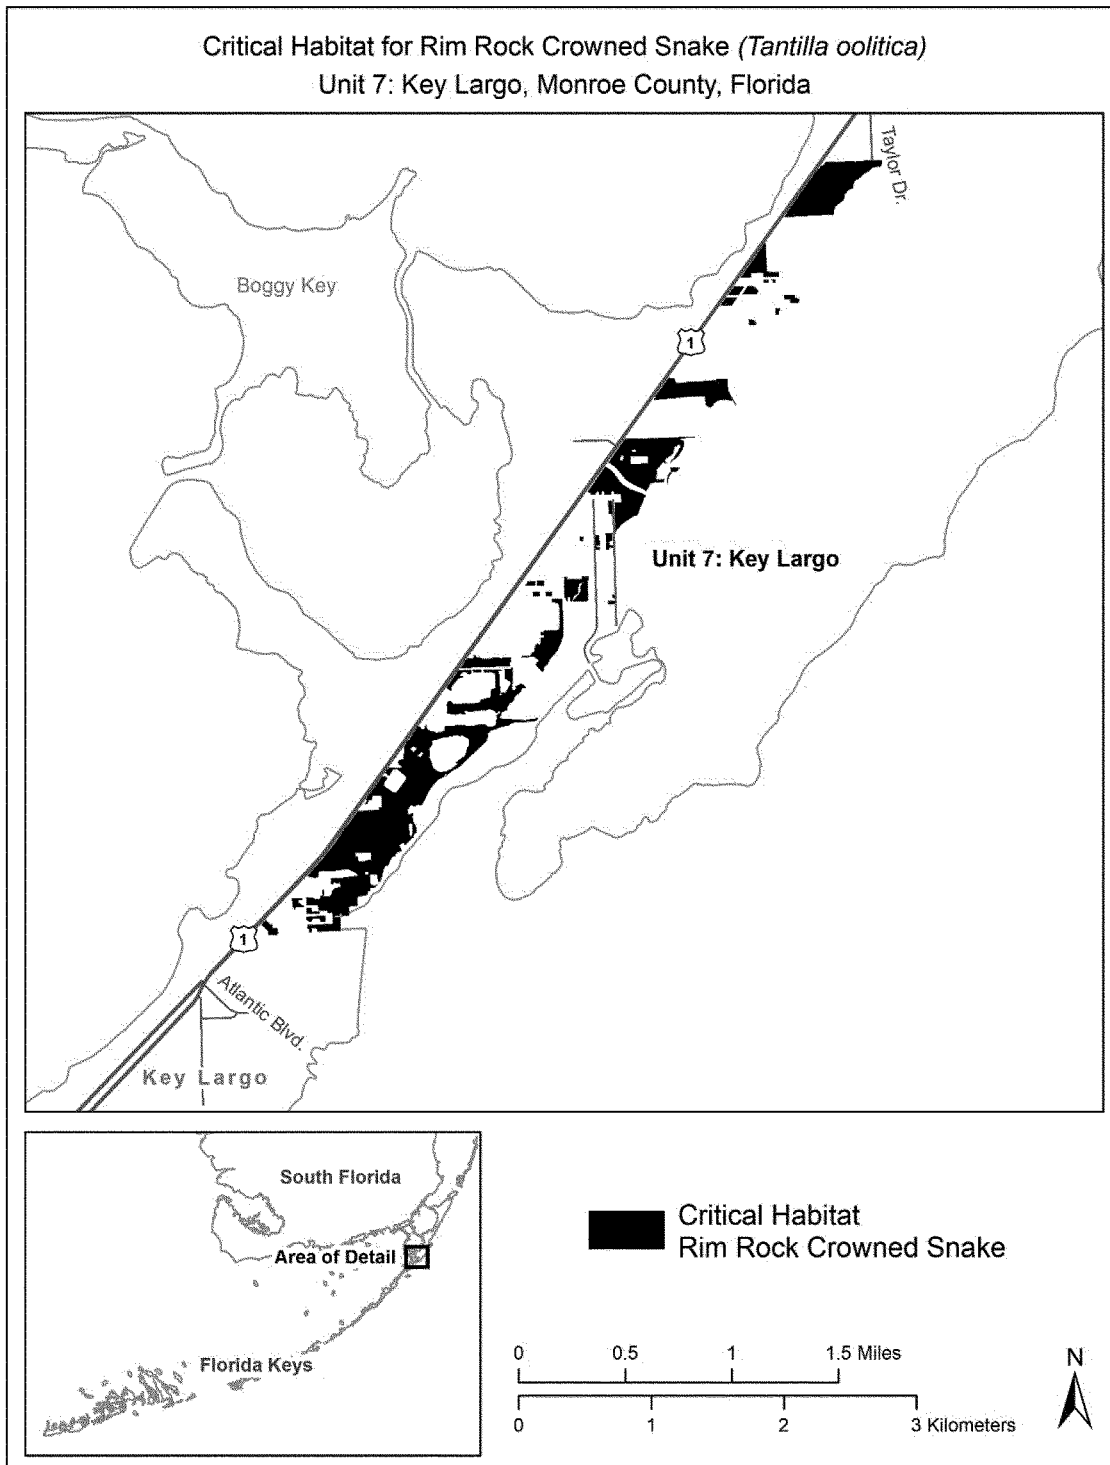 Critical Habitat for Rim Rock Crowned Snake (Tantilla oolitica)
Unit 7: Key Largo, Monroe County, Florida
Taylor Dr.
Boggy Key
1
Unit 7: Key Largo
1
Atlantic Blvd.
Key Largo
South Florida
Area of Detail
Florida Keys
Critical Habitat
Rim Rock Crowned Snake
0 0.5 1 1.5 Miles
0 1 2 3 Kilometers
N